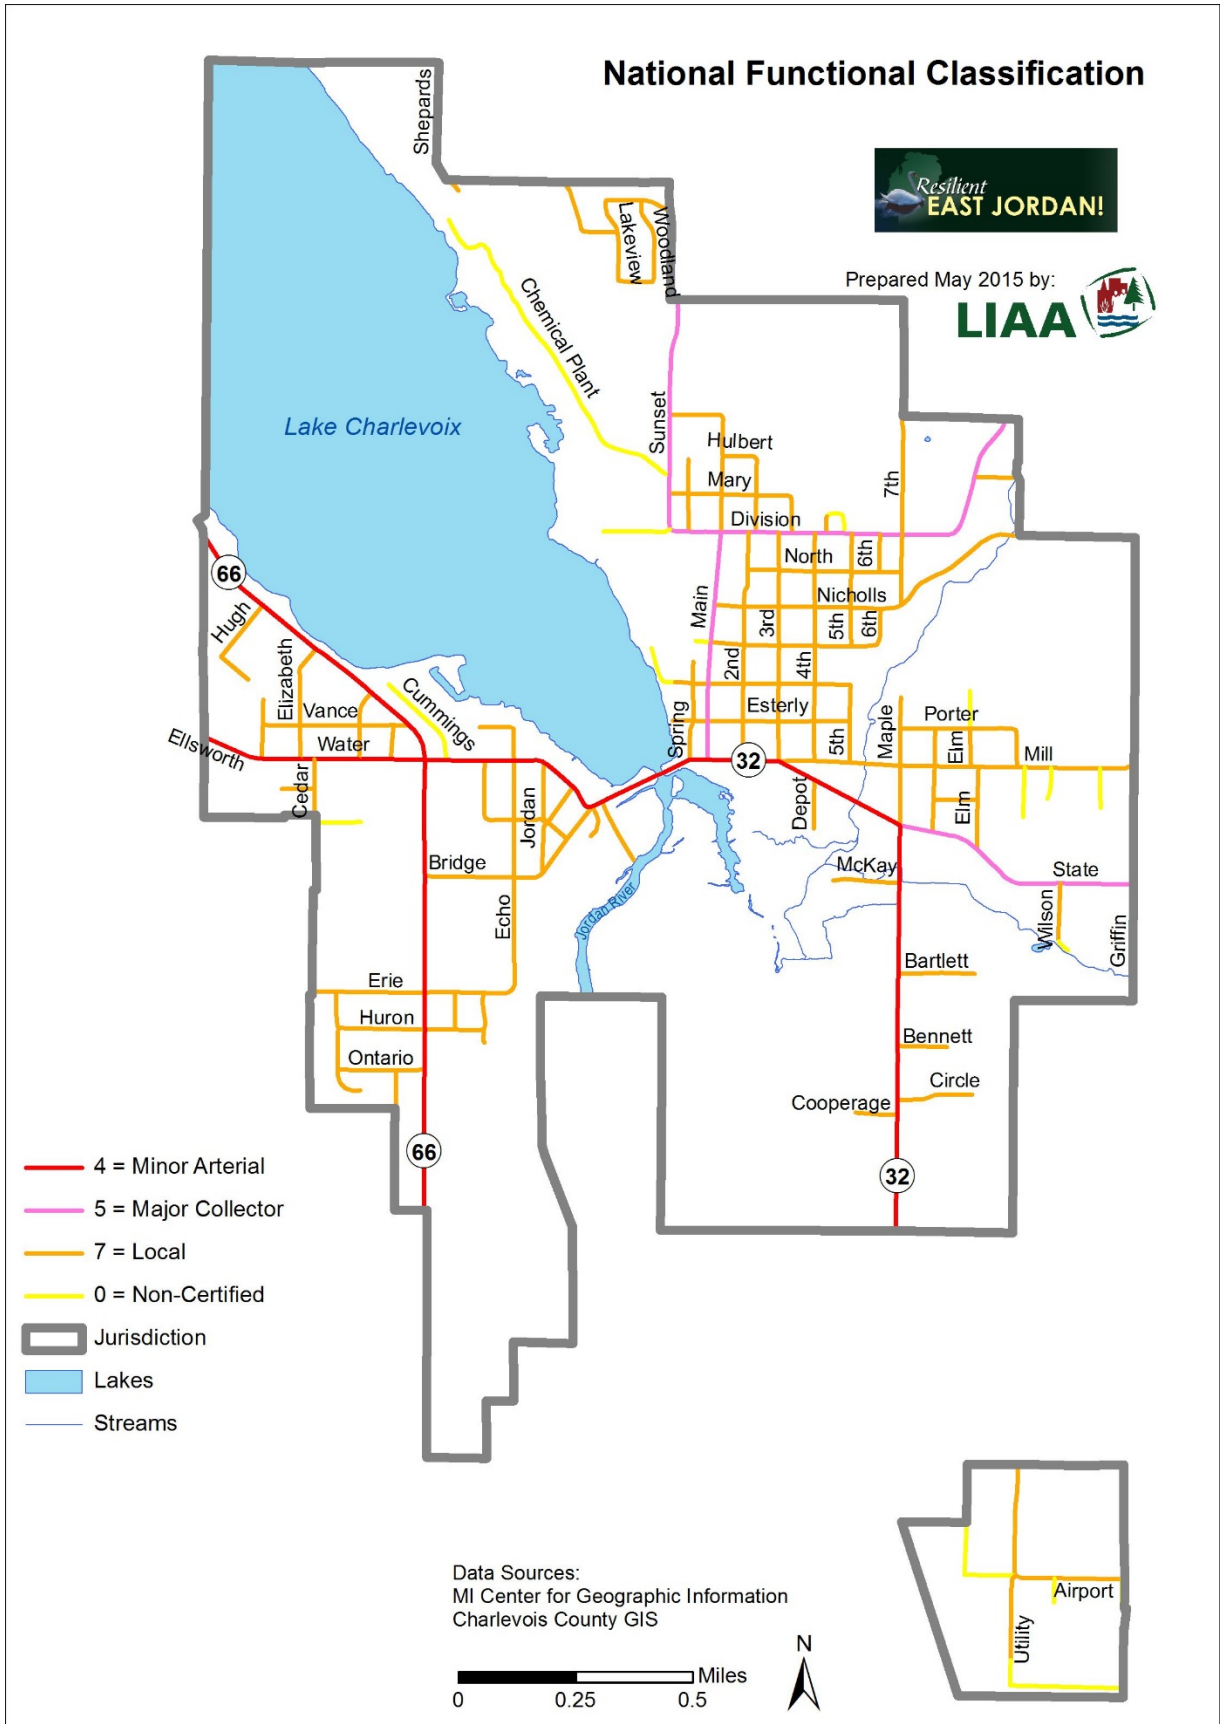 National Functional Classification
Resilient
EAST JORDAN!
Prepared May 2015 by:
LIAA
Shepards
Lakeview
Woodland
Chemical Plant
Sunset
Lake Charlevoix
Hulbert
Mary
Division
7th
North
6th
Nicholls
Main
3rd
5th
6th
2nd
4th
66
Hugh
Elizabeth
Vance
Cummings
Water
Ellsworth
Cedar
Spring
Esterly
32
5th
Maple
Porter
Elm
Mill
Depot
Elm
Jordan
Bridge
McKay
State
Echo
Jordan River
Wilson
Griffin
Bartlett
Erie
Huron
Bennett
Ontario
Circle
Cooperage
66
32
4 = Minor Arterial
5 = Major Collector
7 = Local
0 = Non-Certified
Jurisdiction
Lakes
Streams
Airport
Utility
Data Sources:
MI Center for Geographic Information
Charlevois County GIS
N
Miles
0 0.25 0.5